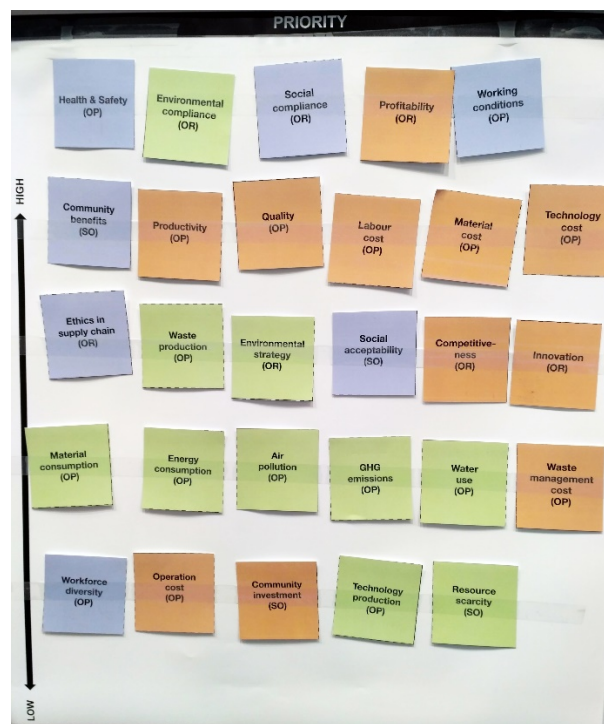 PRIORITY
Health & Safety
(OP)
Environmental
compliance
(OR)
Social
compliance
(OR)
Profitability
(OR)
Working
conditions
(OP)
HIGH
Community
benefits
(SO)
Productivity
(OP)
Quality
(OP)
Labour
cost
(OP)
Material
cost
(OP)
Technology
cost
(OP)
Ethics in
supply chain
(OR)
Waste
production
(OP)
Environmental
strategy
(OR)
Social
acceptability
(SO)
Competitive-
ness
(OR)
Innovation
(OR)
Material
consumption
(OP)
Energy
consumption
(OP)
Air
pollution
(OP)
GHG
emissions
(OP)
Water
use
(OP)
Waste
management
cost
(OP)
Workforce
diversity
(OP)
Operation
cost
(OP)
Community
investment
(SO)
Technology
production
(OP)
Resource
scarcity
(SO)
LOW